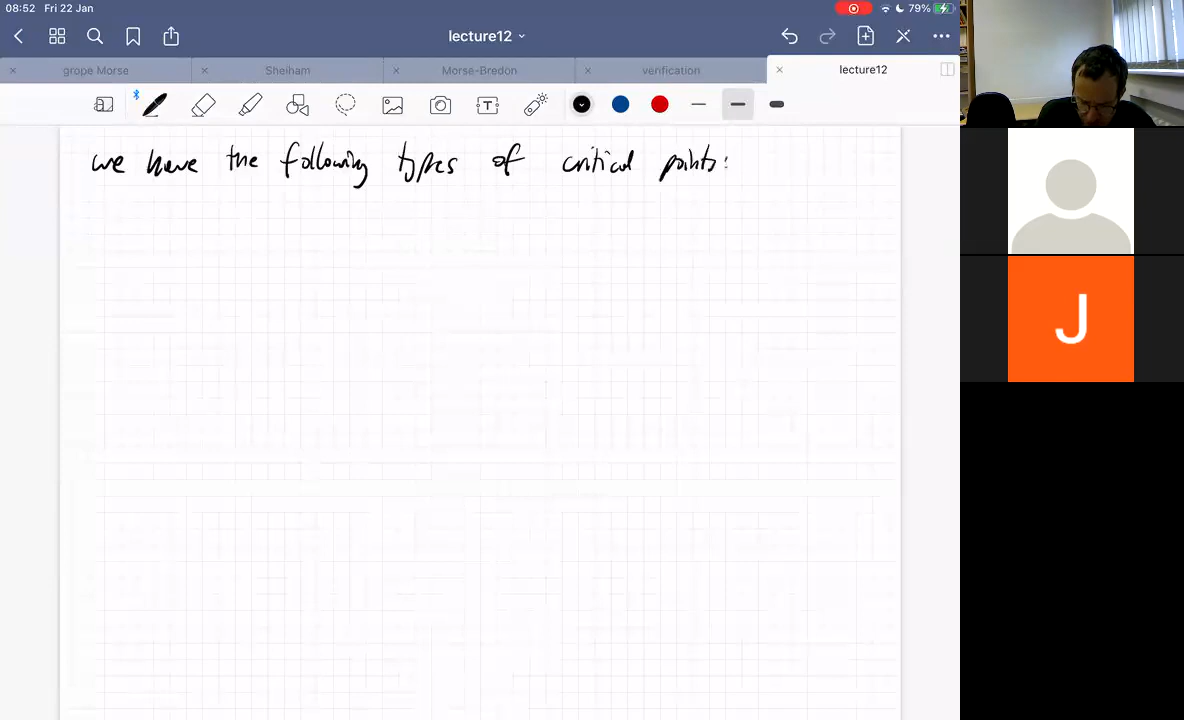 08:52 Fri 22 Jan
79%
lecture12
grope Morse
Sheiham
Morse-Bredon
venfication
lecture12
T
we have the following types of critical points:
J